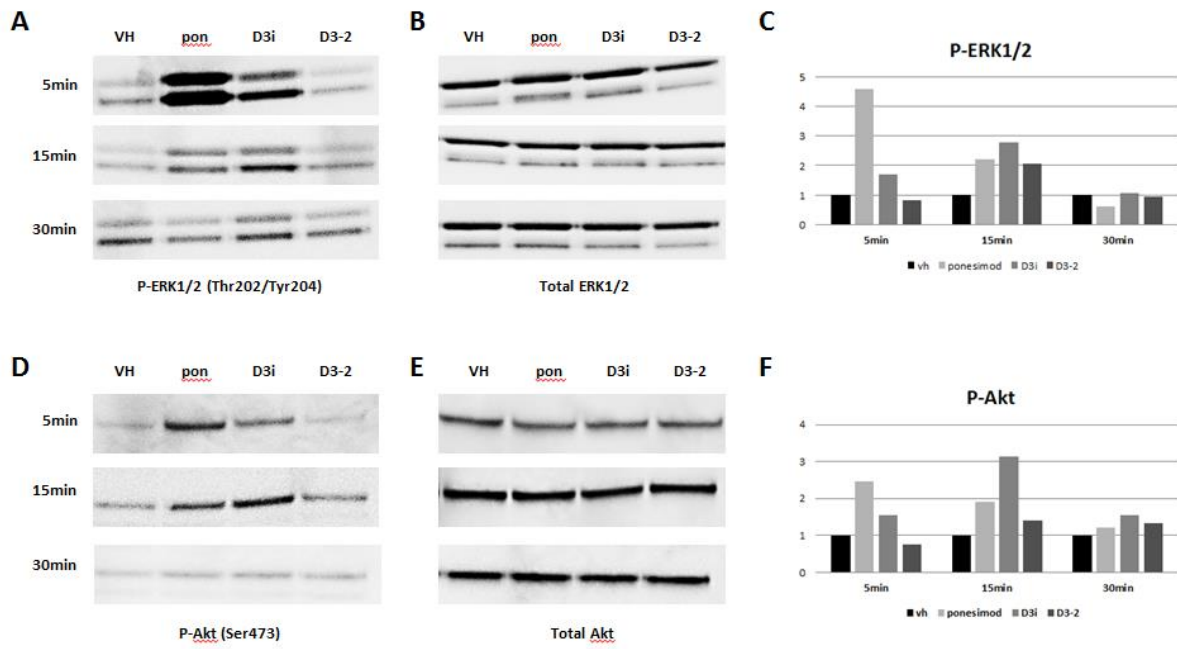 A
VH pon D3i D3-2
5min
15min
30min
P-ERK1/2 (Thr202/Tyr204)
B
VH pon D3i D3-2
Total ERK1/2
C
P-ERK1/2
5
4
3
2
1
0
5min 15min 30min
vh ponesimod D3i D3-2
D
VH pon D3i D3-2
5min
15min
30min
P-Akt (Ser473)
E
VH pon D3i D3-2
Total Akt
F
P-Akt
4
3
2
1
0
5min 15min 30min
vh ponesimod D3i D3-2